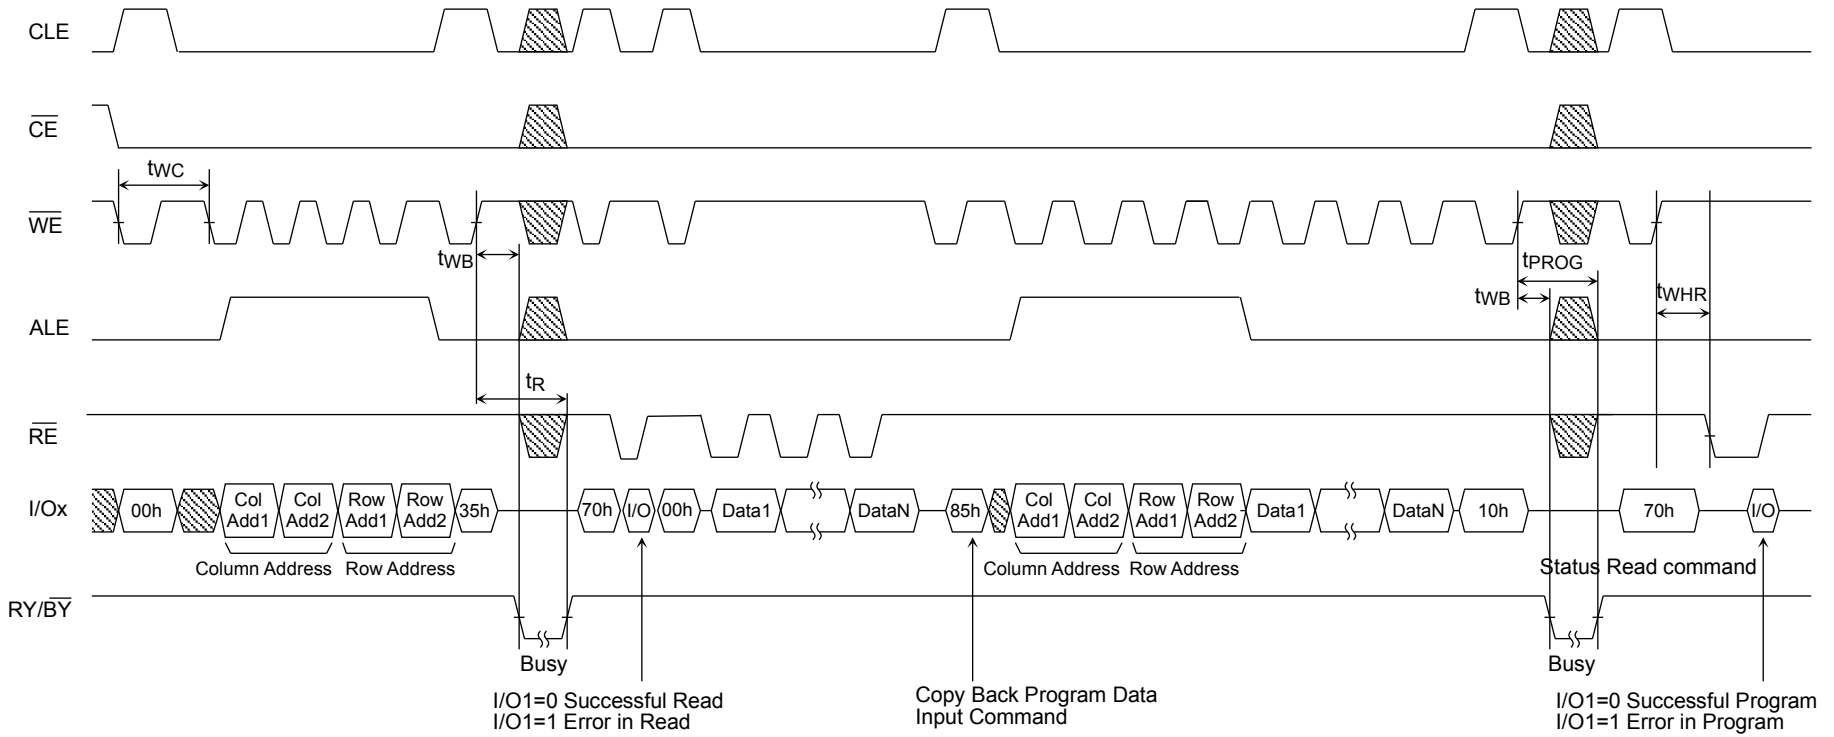 CLE
CE
tWC
WE
tWB
tPROG
tWB
tWHR
ALE
tR
RE
I/Ox
00h
Col Add1
Col Add2
Row Add1
Row Add2
35h
70h
I/O
00h
Data1
DataN
85h
Col Add1
Col Add2
Row Add1
Row Add2
Data1
DataN
10h
70h
I/O
Column Address
Row Address
Column Address
Row Address
Status Read command
RY/BY
Busy
Busy
I/O1=0 Successful Read
I/O1=1 Error in Read
Copy Back Program Data
Input Command
I/O1=0 Successful Program
I/O1=1 Error in Program